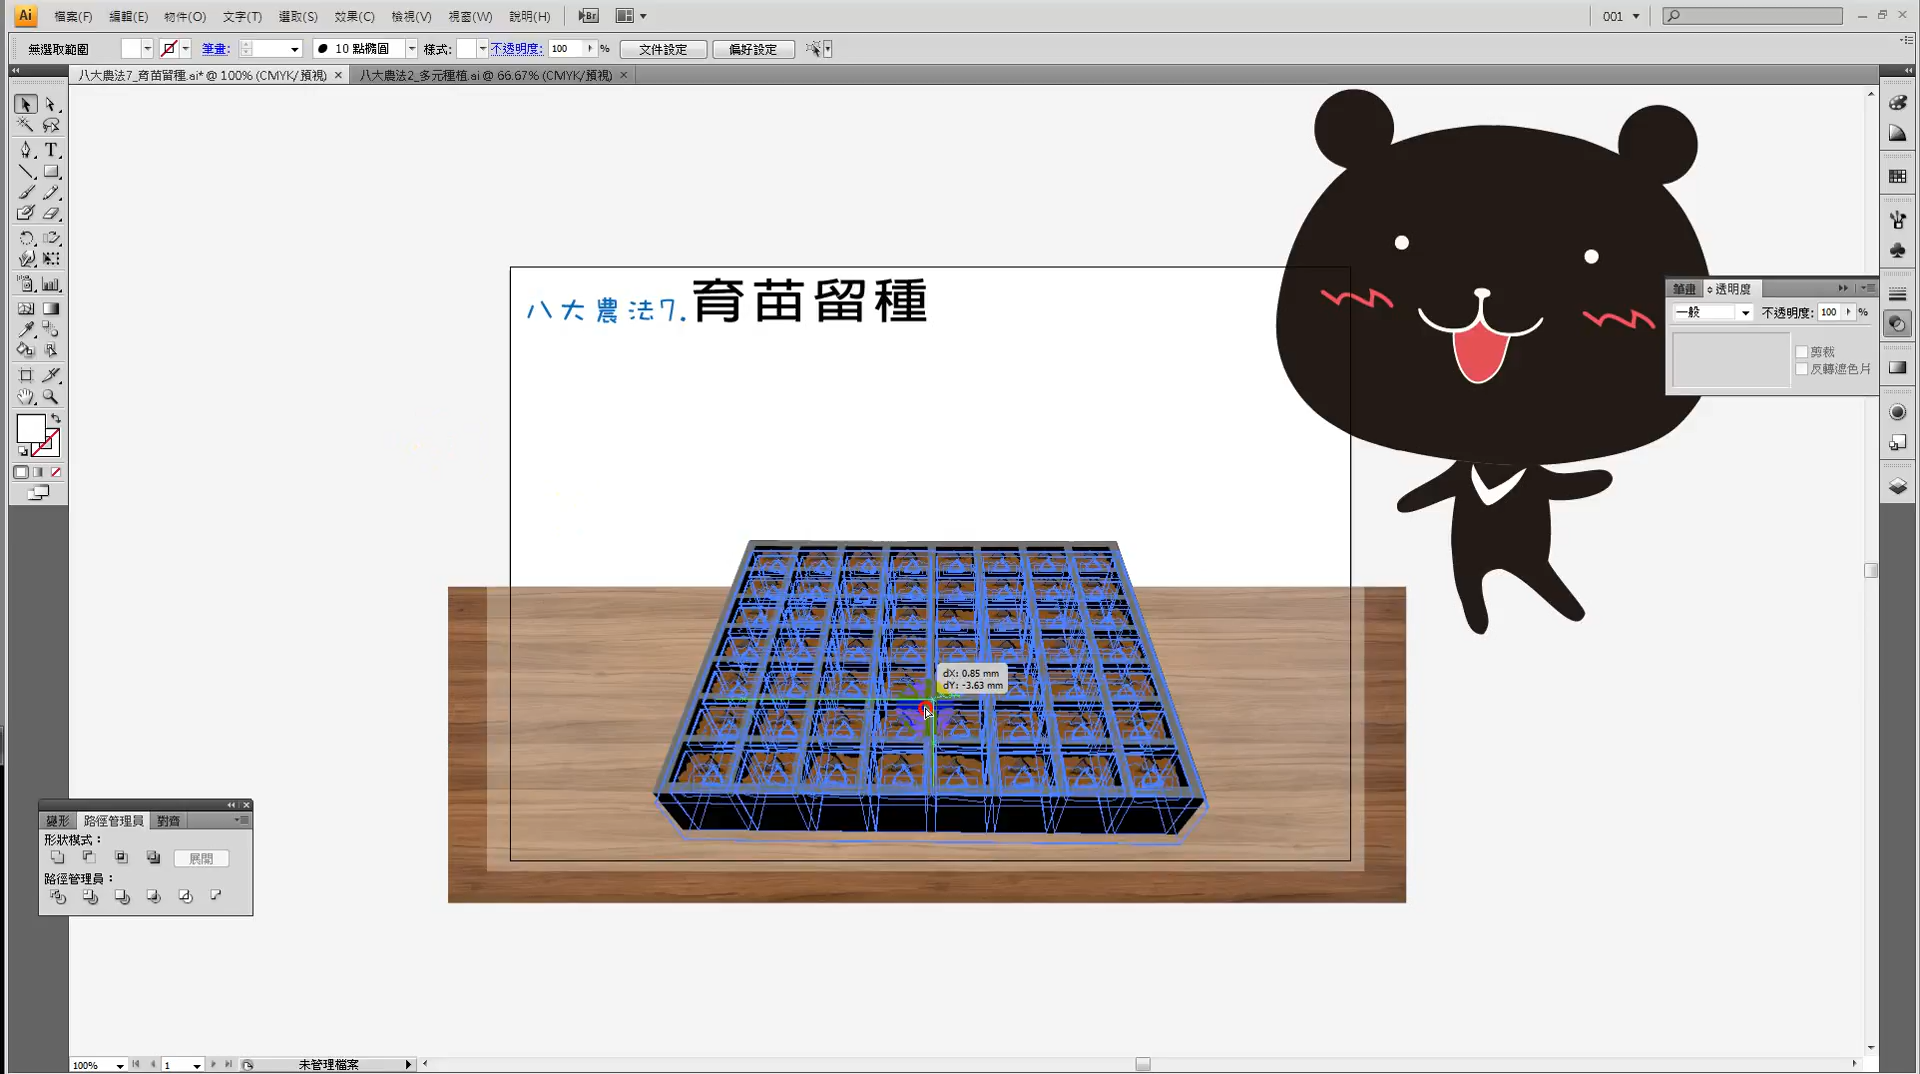 Ai 檔案(F) 編輯(E) 物件(O) 文字(T) 選取(S) 效果(C) 檢視(V) 視窗(W) 說明(H) Br 001
無選取範圍 筆畫: 10 點橢圓 樣式: 不透明度: 100 % 文件設定 偏好設定
八大農法7_育苗留種.ai* @ 100% (CMYK/預視) × 八大農法2_多元種植.ai @ 66.67% (CMYK/預視) ×
八大農法7.育苗留種
筆畫 透明度
一般 不透明度: 100 %
剪裁
反轉遮色片
dX: 0.85 mm
dY: -3.63 mm
變形 路徑管理員 對齊
形狀模式:
展開
路徑管理員:
100% 1 未管理檔案